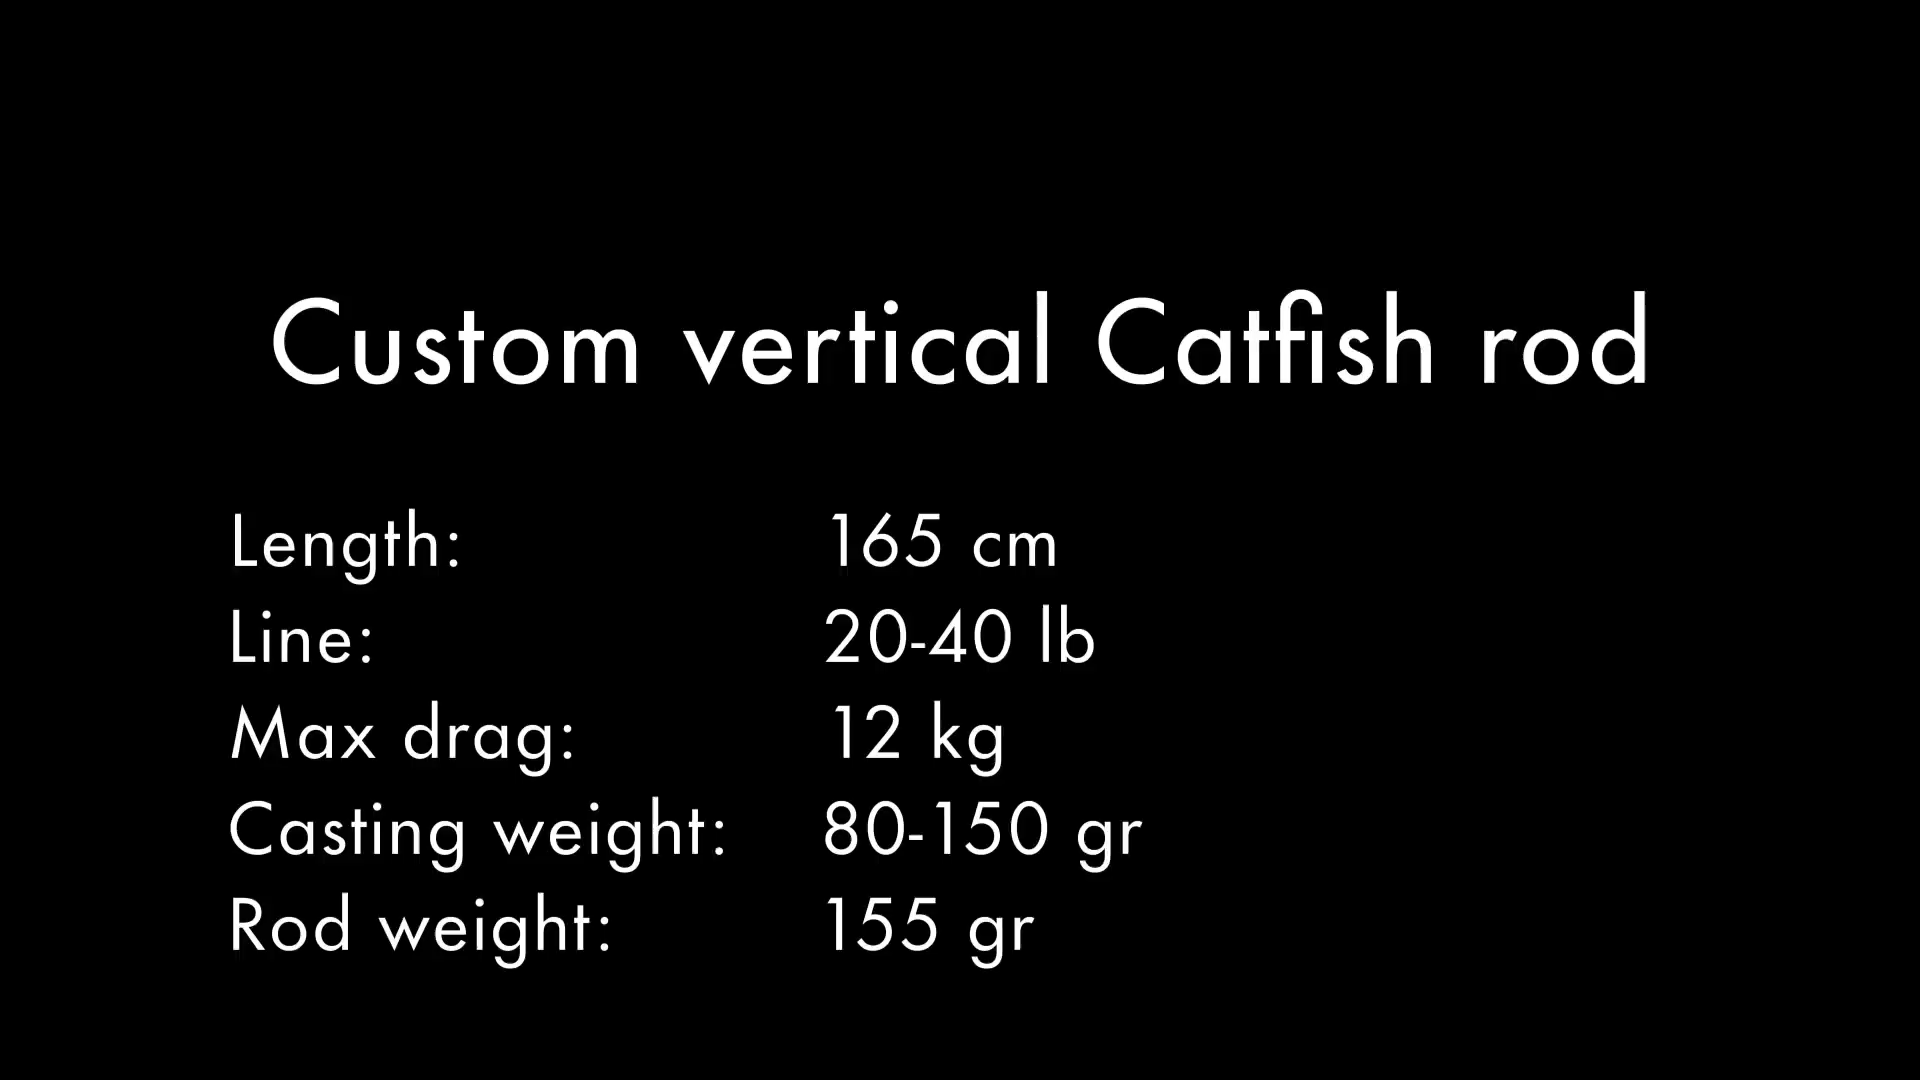 Custom vertical Catfish rod
Length: 165 cm
Line: 20-40 lb
Max drag: 12 kg
Casting weight: 80-150 gr
Rod weight: 155 gr